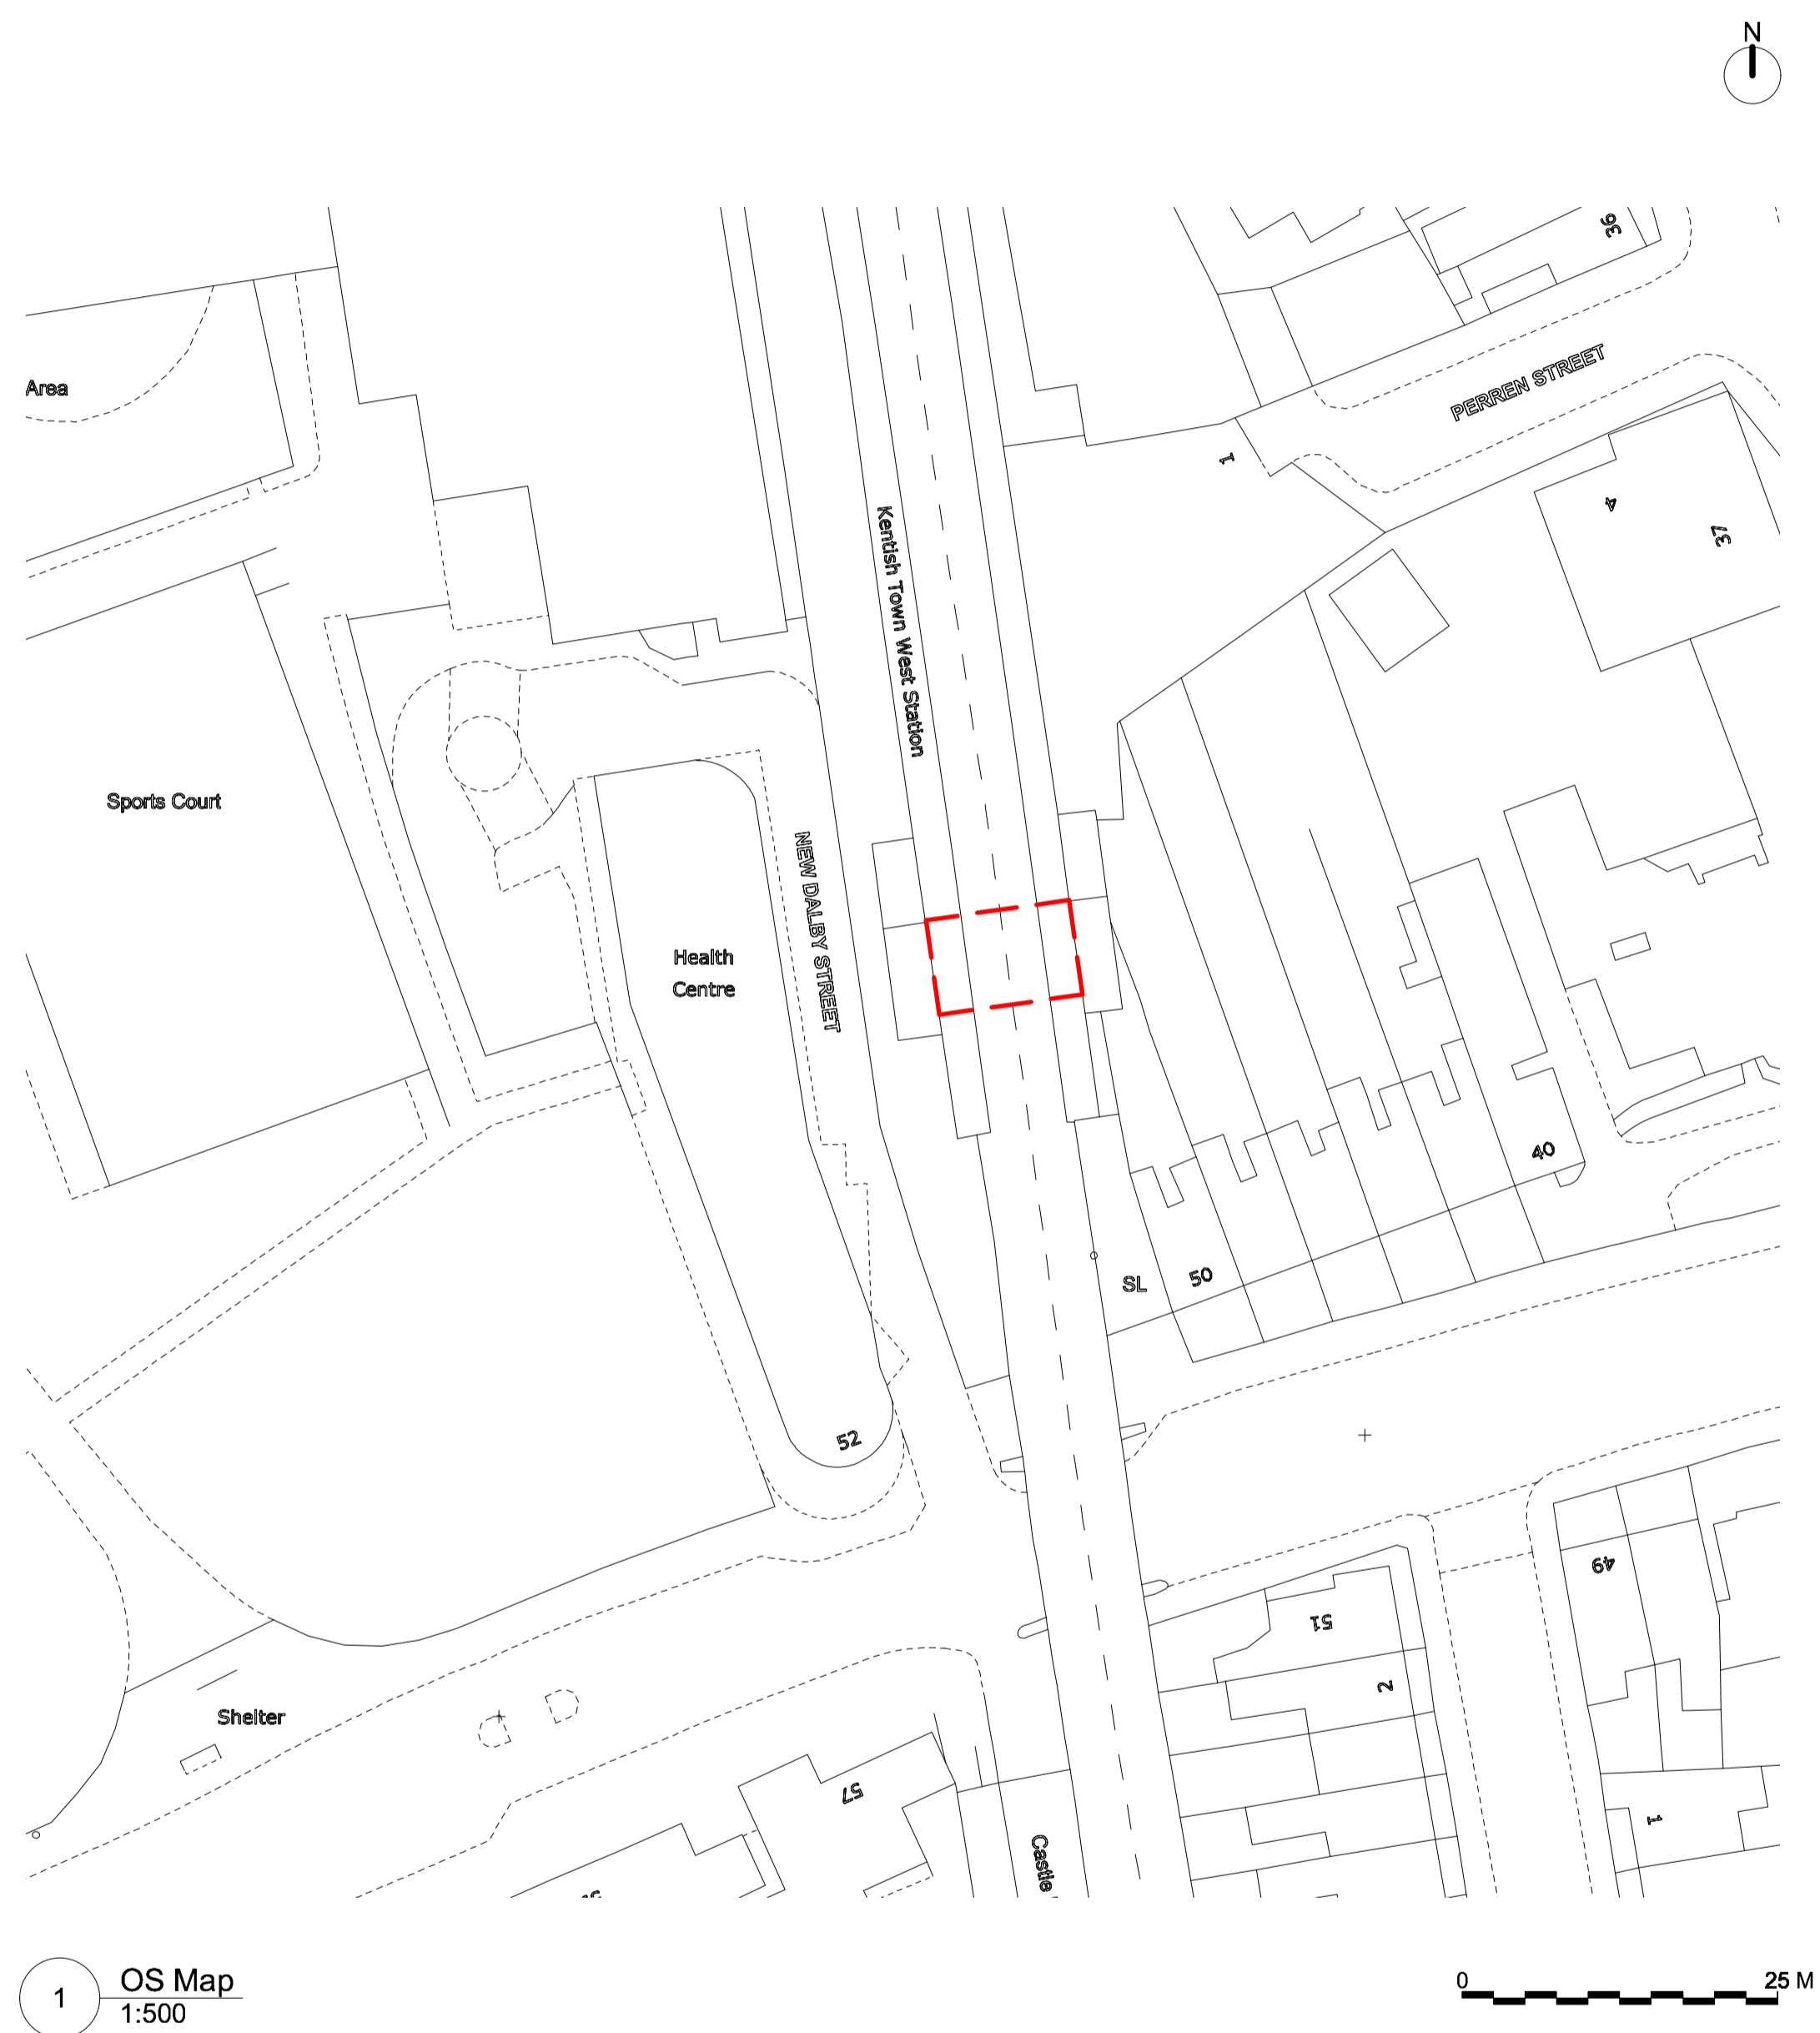 N
36
Area
PERREN STREET
1
4
37
Kentish Town West Station
Sports Court
NEW DALBY STREET
Health
Centre
40
SL
50
52
49
51
2
Shelter
57
1
Castle
1
OS Map
1:500
0
25 M